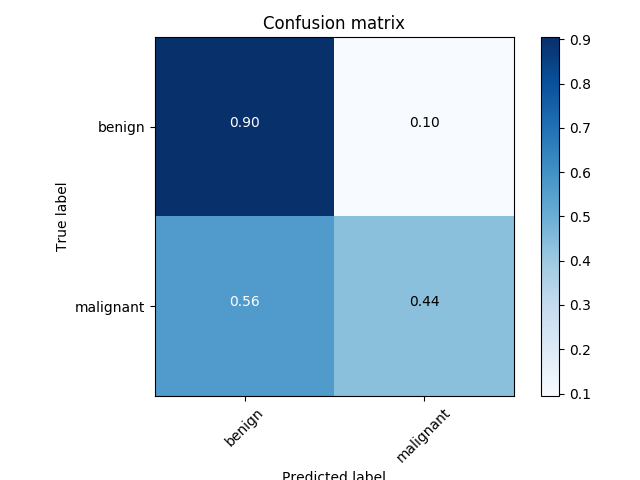 Confusion matrix
True label
benign
malignant
0.90 0.10
0.56 0.44
benign malignant
Predicted label
0.9
0.8
0.7
0.6
0.5
0.4
0.3
0.2
0.1